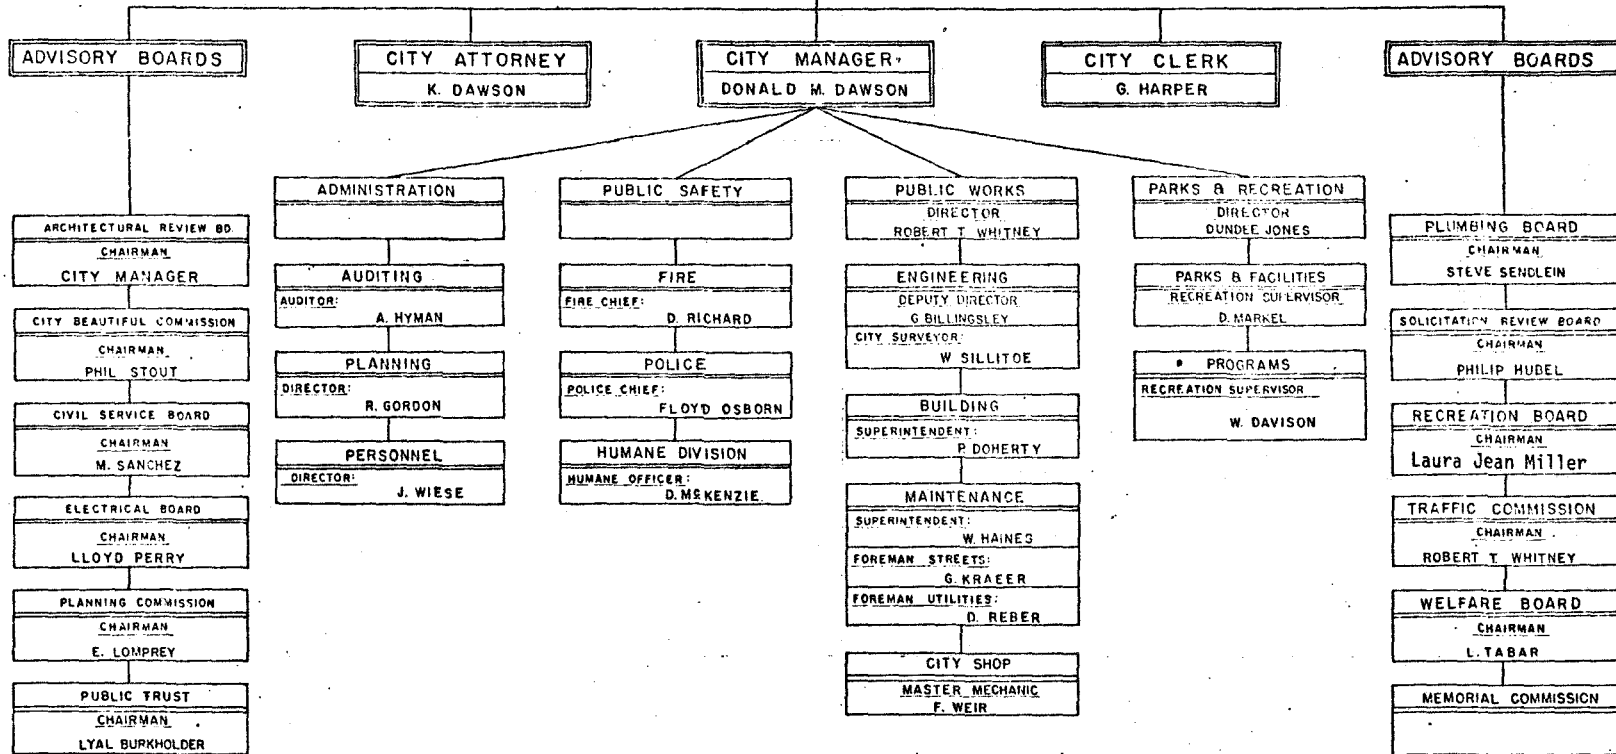 ADVISORY BOARDS
CITY ATTORNEY
K. DAWSON
CITY MANAGER
DONALD M. DAWSON
CITY CLERK
G. HARPER
ADVISORY BOARDS
ARCHITECTURAL REVIEW BD.
CHAIRMAN
CITY MANAGER
CITY BEAUTIFUL COMMISSION
CHAIRMAN
PHIL STOUT
CIVIL SERVICE BOARD
CHAIRMAN
M. SANCHEZ
ELECTRICAL BOARD
CHAIRMAN
LLOYD PERRY
PLANNING COMMISSION
CHAIRMAN
E. LOMPREY
PUBLIC TRUST
CHAIRMAN
LYAL BURKHOLDER
ADMINISTRATION
AUDITING
AUDITOR:
A. HYMAN
PLANNING
DIRECTOR:
R. GORDON
PERSONNEL
DIRECTOR:
J. WIESE
PUBLIC SAFETY
FIRE
FIRE CHIEF:
D. RICHARD
POLICE
POLICE CHIEF:
FLOYD OSBORN
HUMANE DIVISION
HUMANE OFFICER:
D. McKENZIE
PUBLIC WORKS
DIRECTOR
ROBERT T. WHITNEY
ENGINEERING
DEPUTY DIRECTOR
G. BILLINGSLEY
CITY SURVEYOR:
W. SILLITOE
BUILDING
SUPERINTENDENT:
P. DOHERTY
MAINTENANCE
SUPERINTENDENT:
W. HAINES
FOREMAN STREETS:
G. KRAEER
FOREMAN UTILITIES:
D. REBER
CITY SHOP
MASTER MECHANIC
F. WEIR
PARKS & RECREATION
DIRECTOR
DUNDEE JONES
PARKS & FACILITIES
RECREATION SUPERVISOR
D. MARKEL
PROGRAMS
RECREATION SUPERVISOR
W. DAVISON
PLUMBING BOARD
CHAIRMAN
STEVE SENDLEIN
SOLICITATION REVIEW BOARD
CHAIRMAN
PHILIP HUBEL
RECREATION BOARD
CHAIRMAN
Laura Jean Miller
TRAFFIC COMMISSION
CHAIRMAN
ROBERT T. WHITNEY
WELFARE BOARD
CHAIRMAN
L. TABAR
MEMORIAL COMMISSION